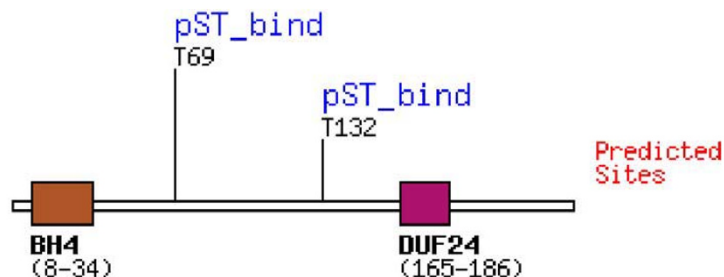 pST_bind
T69
pST_bind
T132
Predicted
Sites
BH4
(8-34)
DUF24
(165-186)